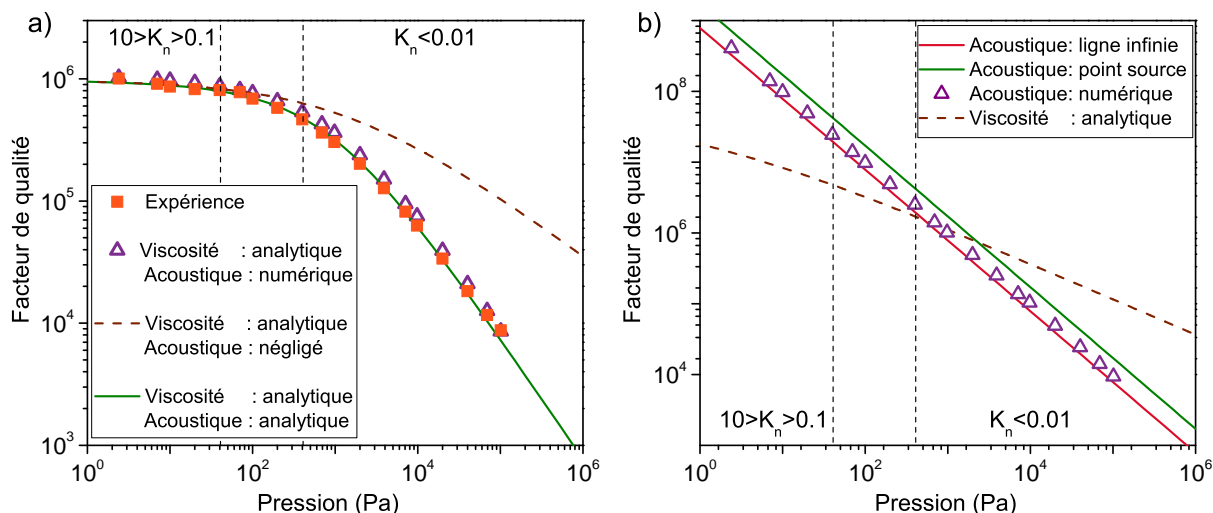 a)
10>Kn>0.1
Kn<0.01
10^6
10^5
10^4
10^3
Facteur de qualité
Expérience
Viscosité : analytique
Acoustique : numérique
Viscosité : analytique
Acoustique : négligé
Viscosité : analytique
Acoustique : analytique
10^0
10^2
10^4
10^6
Pression (Pa)
b)
Acoustique: ligne infinie
Acoustique: point source
Acoustique: numérique
Viscosité : analytique
10^8
10^6
10^4
Facteur de qualité
10>Kn>0.1
Kn<0.01
10^0
10^2
10^4
10^6
Pression (Pa)